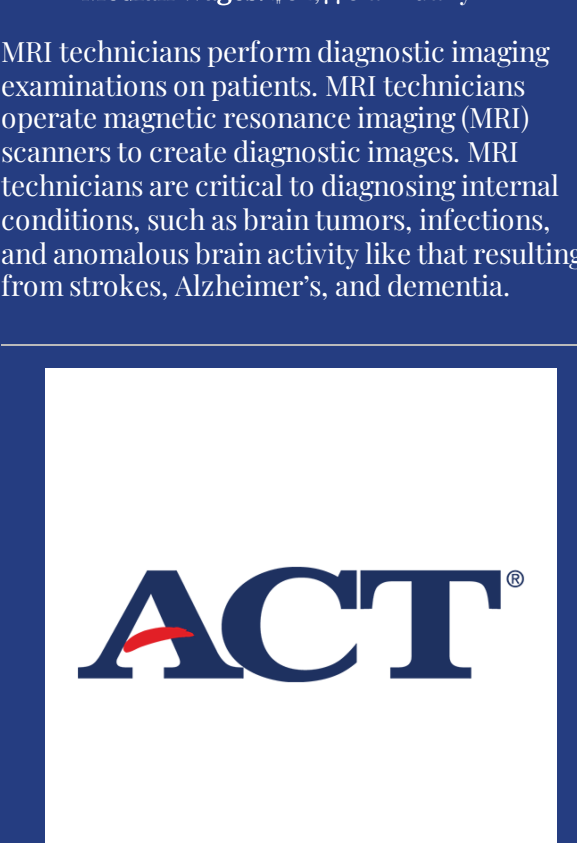 MRI technicians perform diagnostic imaging
examinations on patients. MRI technicians
operate magnetic resonance imaging (MRI)
scanners to create diagnostic images. MRI
technicians are critical to diagnosing internal
conditions, such as brain tumors, infections,
and anomalous brain activity like that resulting
from strokes, Alzheimer’s, and dementia.
ACT®